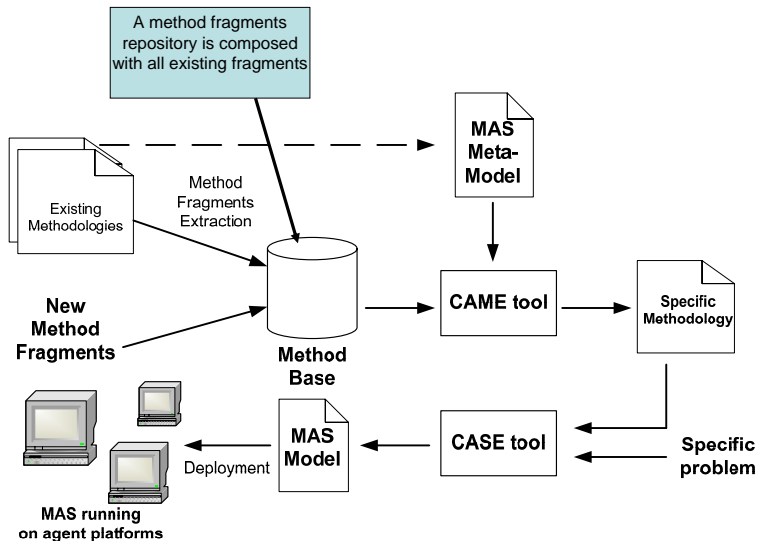 A method fragments
repository is composed
with all existing fragments
MAS
Meta-
Model
Method
Fragments
Extraction
Existing
Methodologies
New
Method
Fragments
Method
Base
CAME tool
Specific
Methodology
MAS
Model
CASE tool
Specific
problem
Deployment
MAS running
on agent platforms